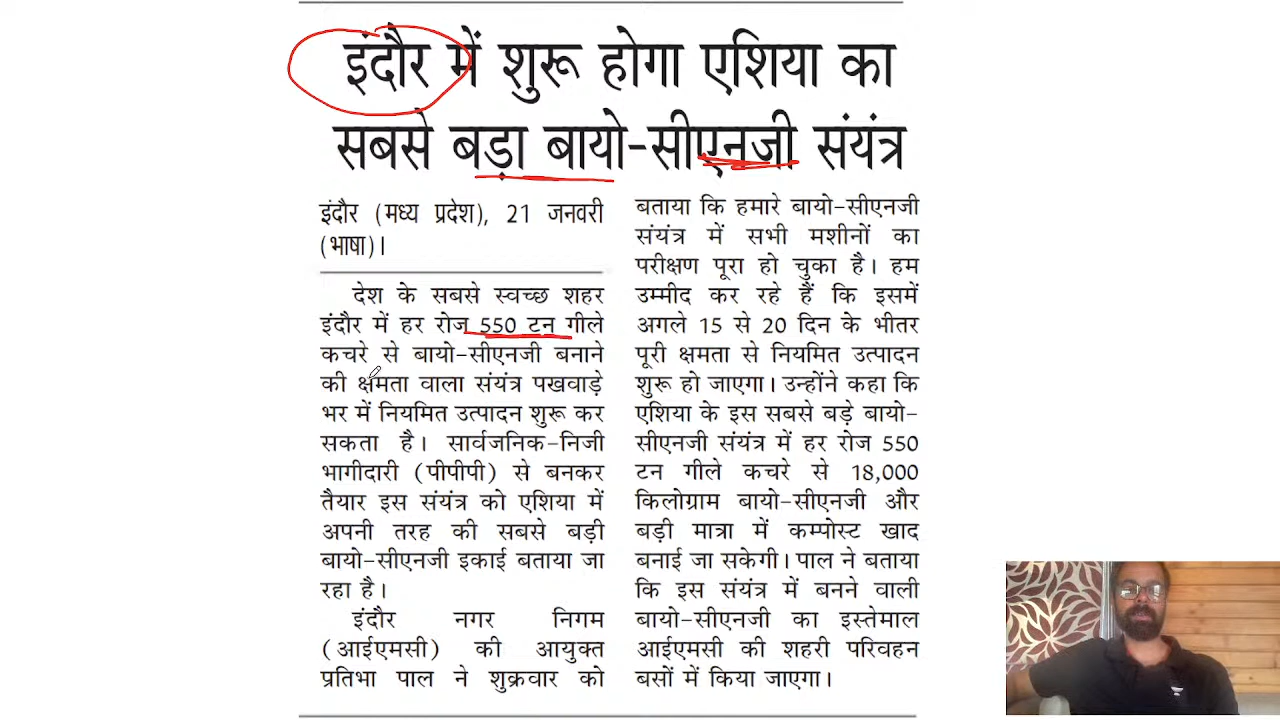 इंदौर में शुरू होगा एशिया का
सबसे बड़ा बायो-सीएनजी संयंत्र
इंदौर (मध्य प्रदेश), 21 जनवरी
(भाषा)।
देश के सबसे स्वच्छ शहर
इंदौर में हर रोज 550 टन गीले
कचरे से बायो-सीएनजी बनाने
की क्षमता वाला संयंत्र पखवाड़े
भर में नियमित उत्पादन शुरू कर
सकता है। सार्वजनिक-निजी
भागीदारी (पीपीपी) से बनकर
तैयार इस संयंत्र को एशिया में
अपनी तरह की सबसे बड़ी
बायो-सीएनजी इकाई बताया जा
रहा है।
इंदौर नगर निगम
(आईएमसी) की आयुक्त
प्रतिभा पाल ने शुक्रवार को
बताया कि हमारे बायो-सीएनजी
संयंत्र में सभी मशीनों का
परीक्षण पूरा हो चुका है। हम
उम्मीद कर रहे हैं कि इसमें
अगले 15 से 20 दिन के भीतर
पूरी क्षमता से नियमित उत्पादन
शुरू हो जाएगा। उन्होंने कहा कि
एशिया के इस सबसे बड़े बायो-
सीएनजी संयंत्र में हर रोज 550
टन गीले कचरे से 18,000
किलोग्राम बायो-सीएनजी और
बड़ी मात्रा में कम्पोस्ट खाद
बनाई जा सकेगी। पाल ने बताया
कि इस संयंत्र में बनने वाली
बायो-सीएनजी का इस्तेमाल
आईएमसी की शहरी परिवहन
बसों में किया जाएगा।